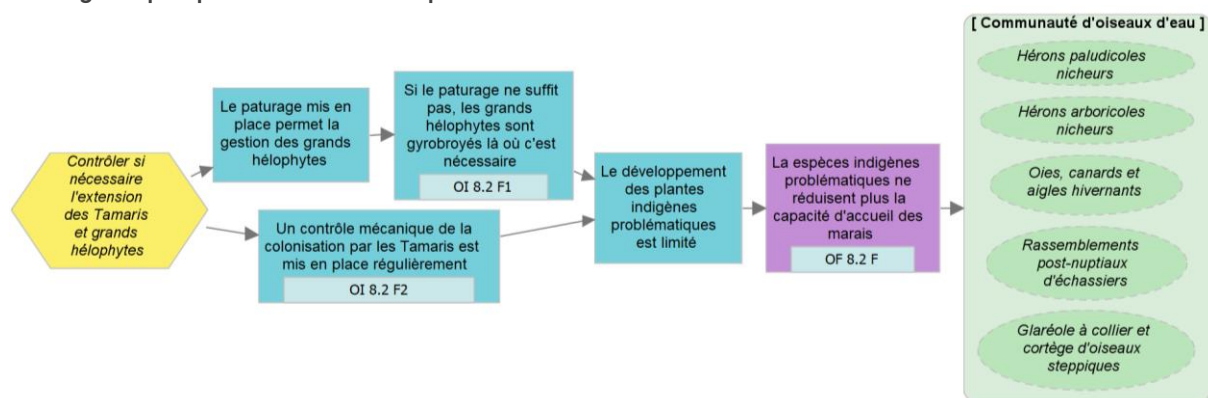 Contrôler si
nécessaire
l'extension
des Tamaris
et grands
hélophytes
Le paturage mis en
place permet la
gestion des grands
hélophytes
Si le paturage ne suffit
pas, les grands
hélophytes sont
gyrobroyés là où c'est
nécessaire
OI 8.2 F1
Un contrôle mécanique de la
colonisation par les Tamaris est
mis en place régulièrement
OI 8.2 F2
Le développement
des plantes
indigènes
problématiques
est limité
La espèces indigènes
problématiques ne
réduisent plus la
capacité d'accueil des
marais
OF 8.2 F
[ Communauté d'oiseaux d'eau ]
Hérons paludicoles
nicheurs
Hérons arboricoles
nicheurs
Oies, canards et
aigles hivernants
Rassemblements
post-nuptiaux
d'échassiers
Glaréole à collier et
cortège d'oiseaux
steppiques